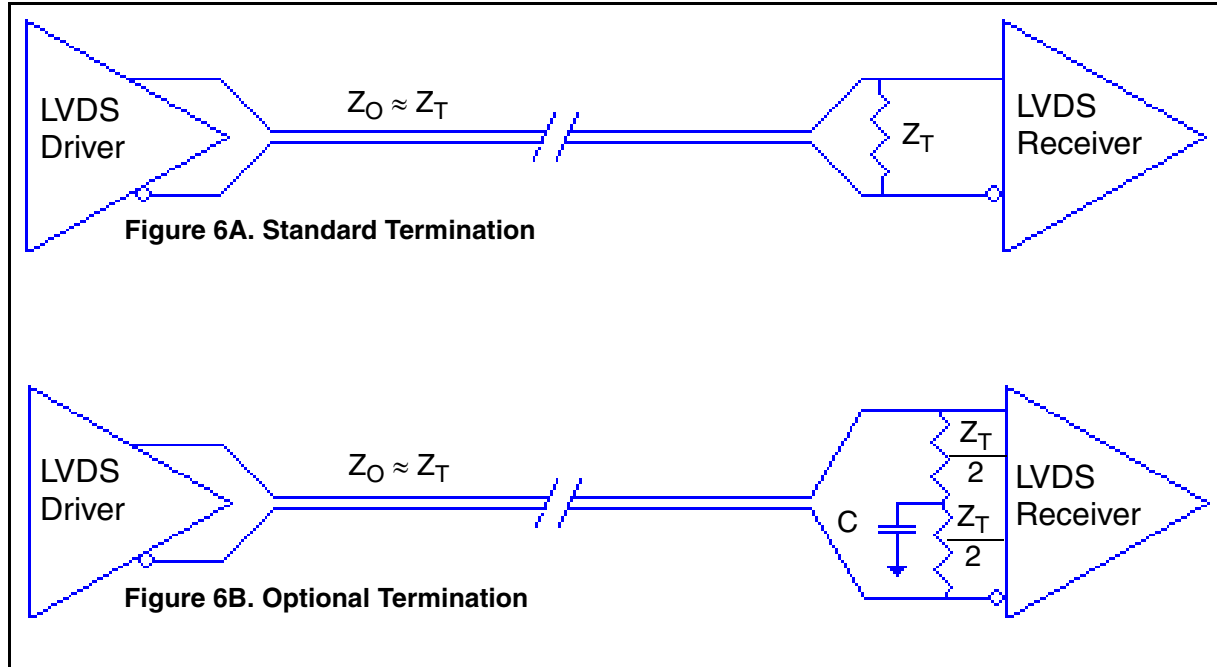 LVDS
Driver
Z_O ≈ Z_T
Z_T
LVDS
Receiver
Figure 6A. Standard Termination
LVDS
Driver
Z_O ≈ Z_T
C
Z_T
2
Z_T
2
LVDS
Receiver
Figure 6B. Optional Termination